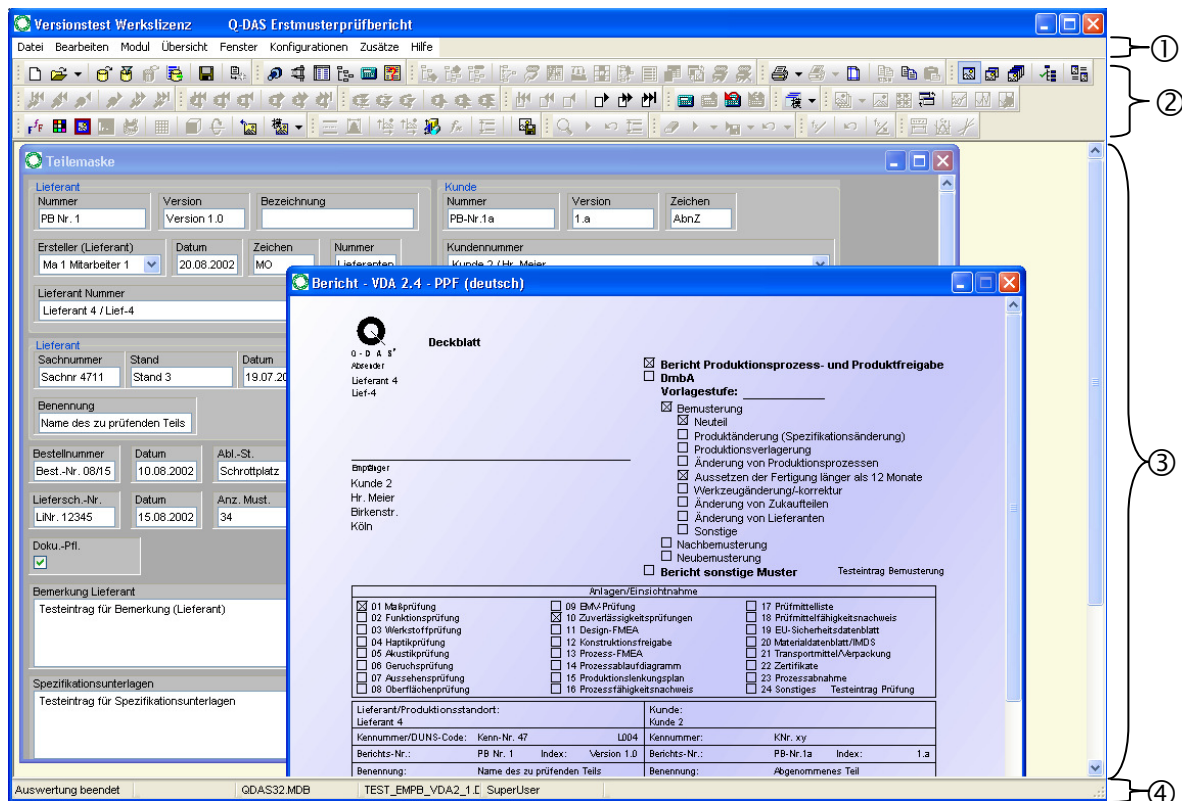 Versionstest Werkslizenz Q-DAS Erstmusterprüfbericht
Datei Bearbeiten Modul Übersicht Fenster Konfigurationen Zusätze Hilfe
①
②
③
④
Teilemaske
Lieferant
Nummer Version Bezeichnung
PB Nr. 1 Version 1.0
Kunde
Nummer Version Zeichen
PB-Nr.1a 1.a AbnZ
Ersteller (Lieferant) Datum Zeichen Nummer
Ma 1 Mitarbeiter 1 20.08.2002 MO Lieferanten
Kundennummer
Kunde 2 / Hr. Meier
Lieferant Nummer
Lieferant 4 / Lief-4
Lieferant
Sachnummer Stand Datum
Sachnr 4711 Stand 3 19.07.20
Benennung
Name des zu prüfenden Teils
Bestellnummer Datum Abl.-St.
Best.-Nr. 08/15 10.08.2002 Schrottplatz
Liefersch.-Nr. Datum Anz. Must.
LiNr. 12345 15.08.2002 34
Doku.-Pfl.
Bemerkung Lieferant
Testeintrag für Bemerkung (Lieferant)
Spezifikationsunterlagen
Testeintrag für Spezifikationsunterlagen
Bericht - VDA 2.4 - PPF (deutsch)
Q - D A S®
Deckblatt
Absender
Lieferant 4
Lief-4
Empfänger
Kunde 2
Hr. Meier
Birkenstr.
Köln
Bericht Produktionsprozess- und Produktfreigabe
DmbA
Vorlagestufe:
Bemusterung
Neuteil
Produktänderung (Spezifikationsänderung)
Produktionsverlagerung
Änderung von Produktionsprozessen
Aussetzen der Fertigung länger als 12 Monate
Werkzeugänderung/-korrektur
Änderung von Zukaufteilen
Änderung von Lieferanten
Sonstige
Nachbemusterung
Neubemusterung
Bericht sonstige Muster Testeintrag Bemusterung
Anlagen/Einsichtnahme
01 Maßprüfung 09 EMV-Prüfung 17 Prüfmittelliste
02 Funktionsprüfung 10 Zuverlässigkeitsprüfungen 18 Prüfmittelfähigkeitsnachweis
03 Werkstoffprüfung 11 Design-FMEA 19 EU-Sicherheitsdatenblatt
04 Haptikprüfung 12 Konstruktionsfreigabe 20 Materialdatenblatt/IMDS
05 Akustikprüfung 13 Prozess-FMEA 21 Transportmittel/Verpackung
06 Geruchsprüfung 14 Prozessablaufdiagramm 22 Zertifikate
07 Aussehensprüfung 15 Produktionslenkungsplan 23 Prozessabnahme
08 Oberflächenprüfung 16 Prozessfähigkeitsnachweis 24 Sonstiges Testeintrag Prüfung
Lieferant/Produktionsstandort: Kunde:
Lieferant 4 Kunde 2
Kennummer/DUNS-Code: Kenn-Nr. 47 L004 Kennummer: KNr. xy
Berichts-Nr.: PB Nr. 1 Index: Version 1.0 Berichts-Nr.: PB-Nr.1a Index: 1.a
Benennung: Name des zu prüfenden Teils Benennung: Abgenommenes Teil
Auswertung beendet QDAS32.MDB TEST_EMPB_VDA2_1.D SuperUser